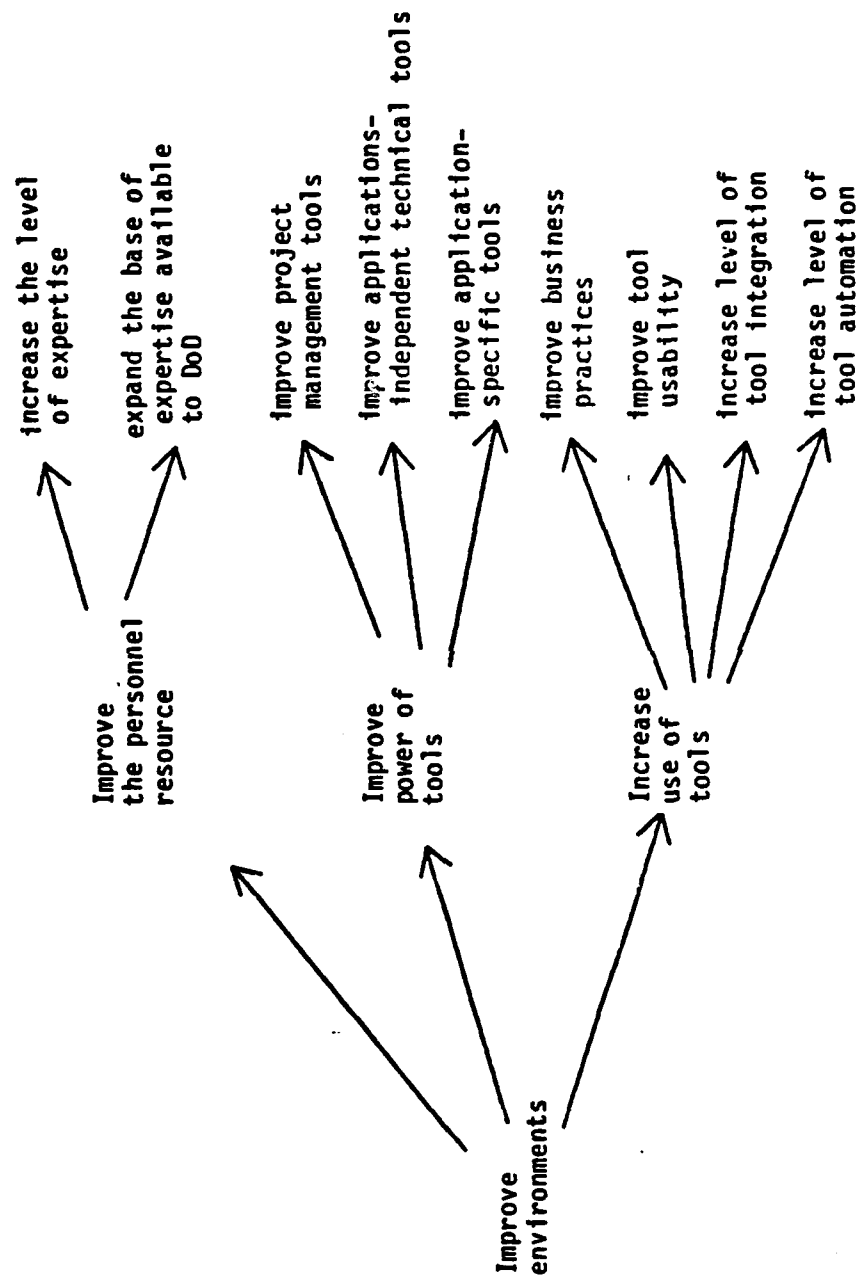 Improve
environments
Improve
the personnel
resource
increase the level
of expertise
expand the base of
expertise available
to DoD
Improve
power of
tools
improve project
management tools
improve applications-
independent technical tools
improve application-
specific tools
Increase
use of
tools
improve business
practices
improve tool
usability
increase level of
tool integration
increase level of
tool automation